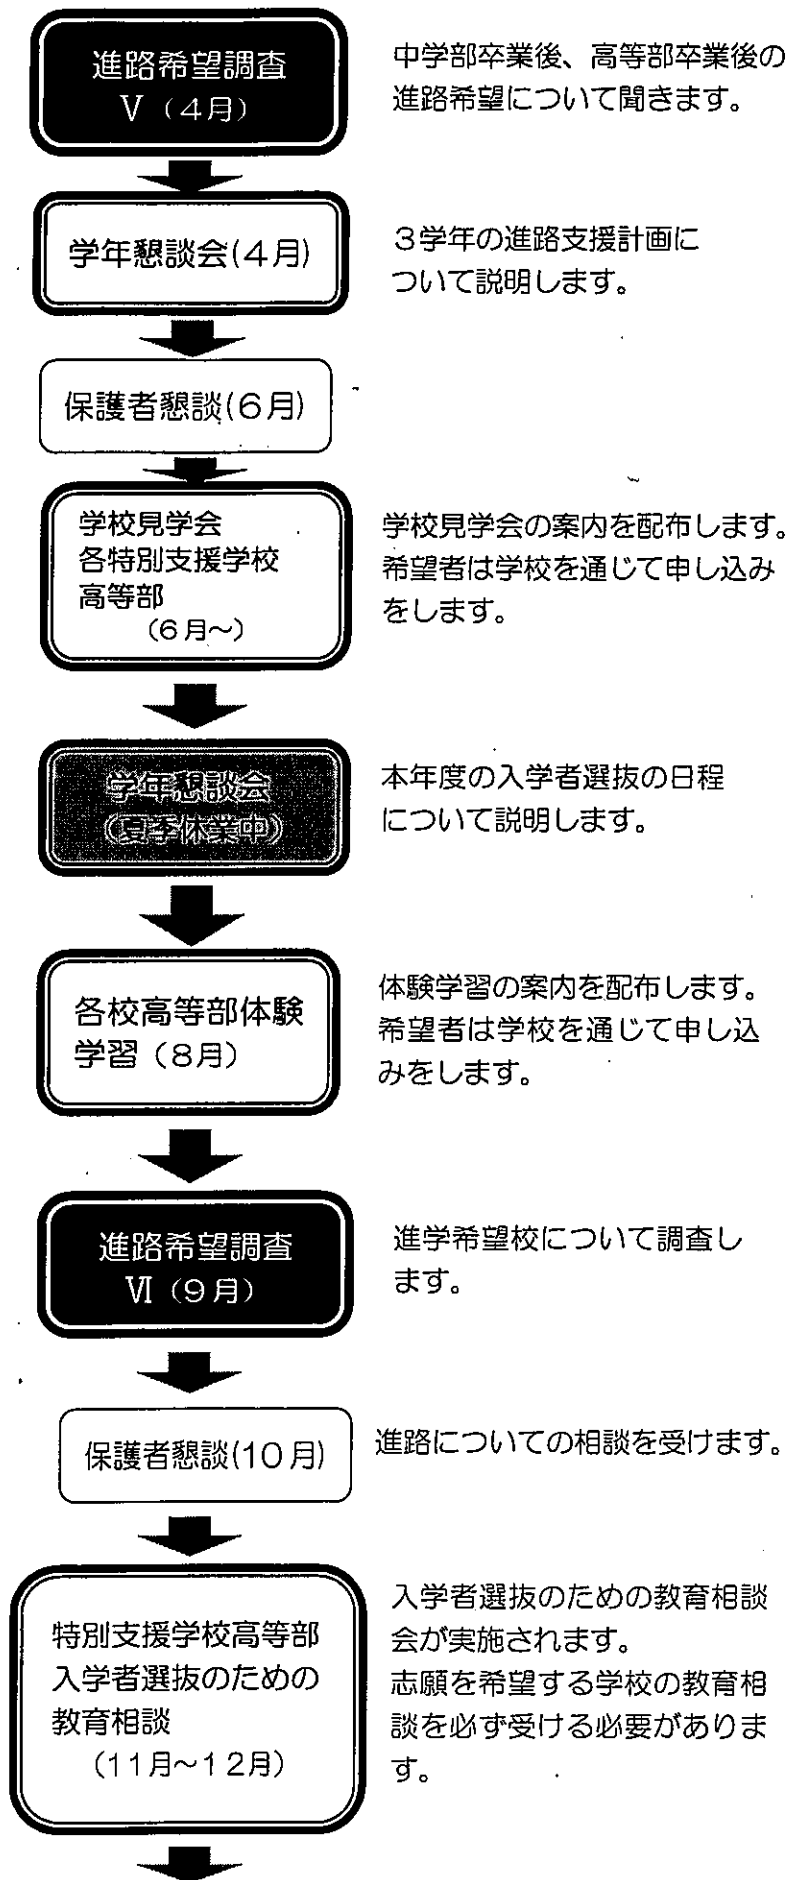 進路希望調査
Ⅴ（４月）
中学部卒業後、高等部卒業後の
進路希望について聞きます。
学年懇談会(４月)
３学年の進路支援計画に
ついて説明します。
保護者懇談(６月)
学校見学会
各特別支援学校
高等部
（６月～）
学校見学会の案内を配布します。
希望者は学校を通じて申し込み
をします。
学年懇談会
（夏季休業中）
本年度の入学者選抜の日程
について説明します。
各校高等部体験
学習（８月）
体験学習の案内を配布します。
希望者は学校を通じて申し込
みをします。
進路希望調査
Ⅵ（９月）
進学希望校について調査し
ます。
保護者懇談(10月)
進路についての相談を受けます。
特別支援学校高等部
入学者選抜のための
教育相談
（11月～１２月）
入学者選抜のための教育相談
会が実施されます。
志願を希望する学校の教育相
談を必ず受ける必要がありま
す。